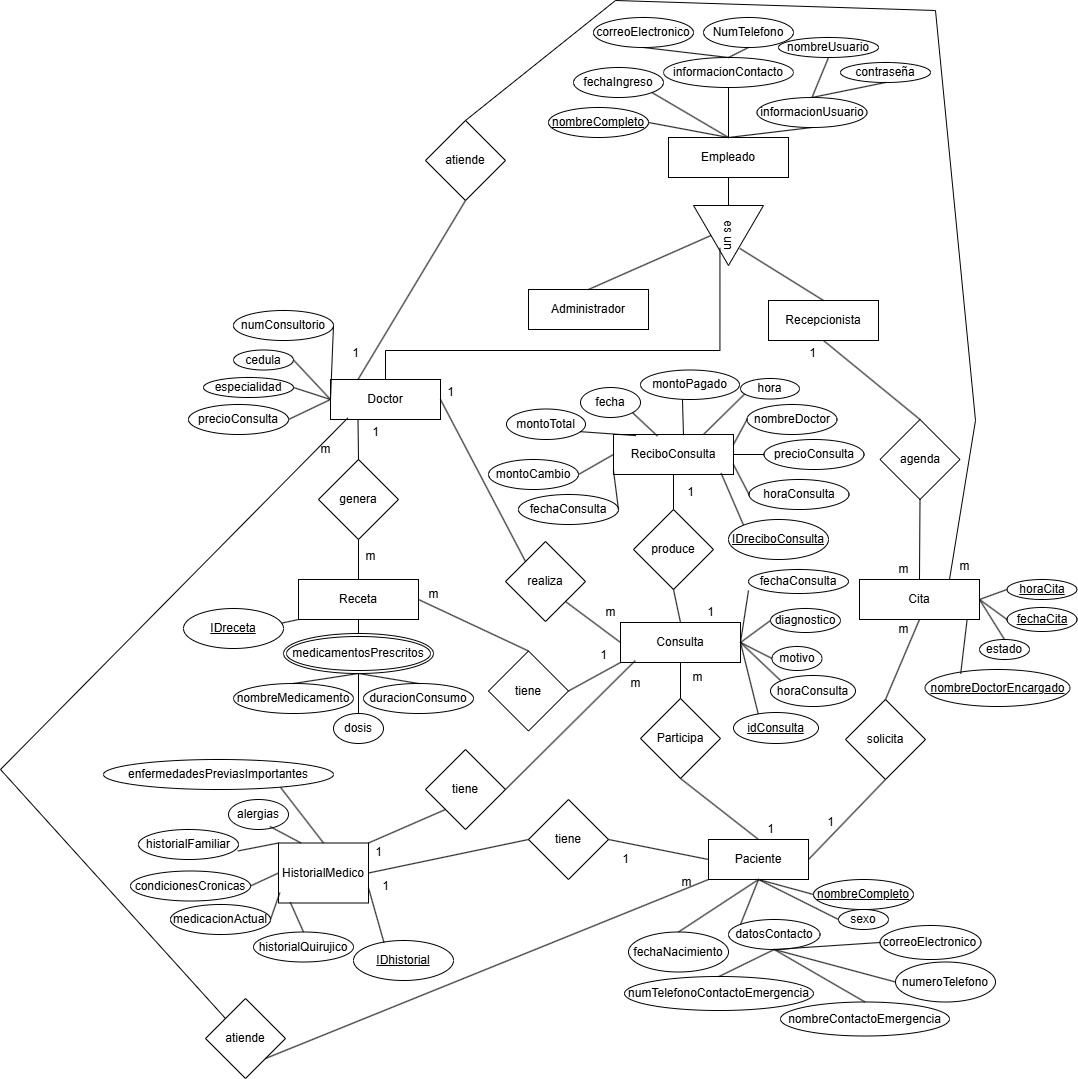 correoElectronico
NumTelefono
nombreUsuario
fechaIngreso
informacionContacto
contraseña
nombreCompleto
informacionUsuario
Empleado
atiende
es un
Administrador
Recepcionista
numConsultorio
1
1
cedula
especialidad
precioConsulta
Doctor
1
m
1
montoPagado
hora
fecha
montoTotal
nombreDoctor
ReciboConsulta
precioConsulta
montoCambio
horaConsulta
fechaConsulta
1
IDreciboConsulta
agenda
genera
produce
m
realiza
m
m
Receta
m
m
1
fechaConsulta
Cita
horaCita
fechaCita
m
estado
nombreDoctorEncargado
IDreceta
medicamentosPrescritos
nombreMedicamento
duracionConsumo
dosis
Consulta
1
diagnostico
motivo
horaConsulta
idConsulta
tiene
m
m
Participa
solicita
enfermedadesPreviasImportantes
tiene
alergias
historialFamiliar
1
tiene
1
1
1
HistorialMedico
Paciente
condicionesCronicas
1
m
medicacionActual
nombreCompleto
sexo
historialQuirujico
IDhistorial
fechaNacimiento
datosContacto
correoElectronico
numeroTelefono
numTelefonoContactoEmergencia
nombreContactoEmergencia
atiende